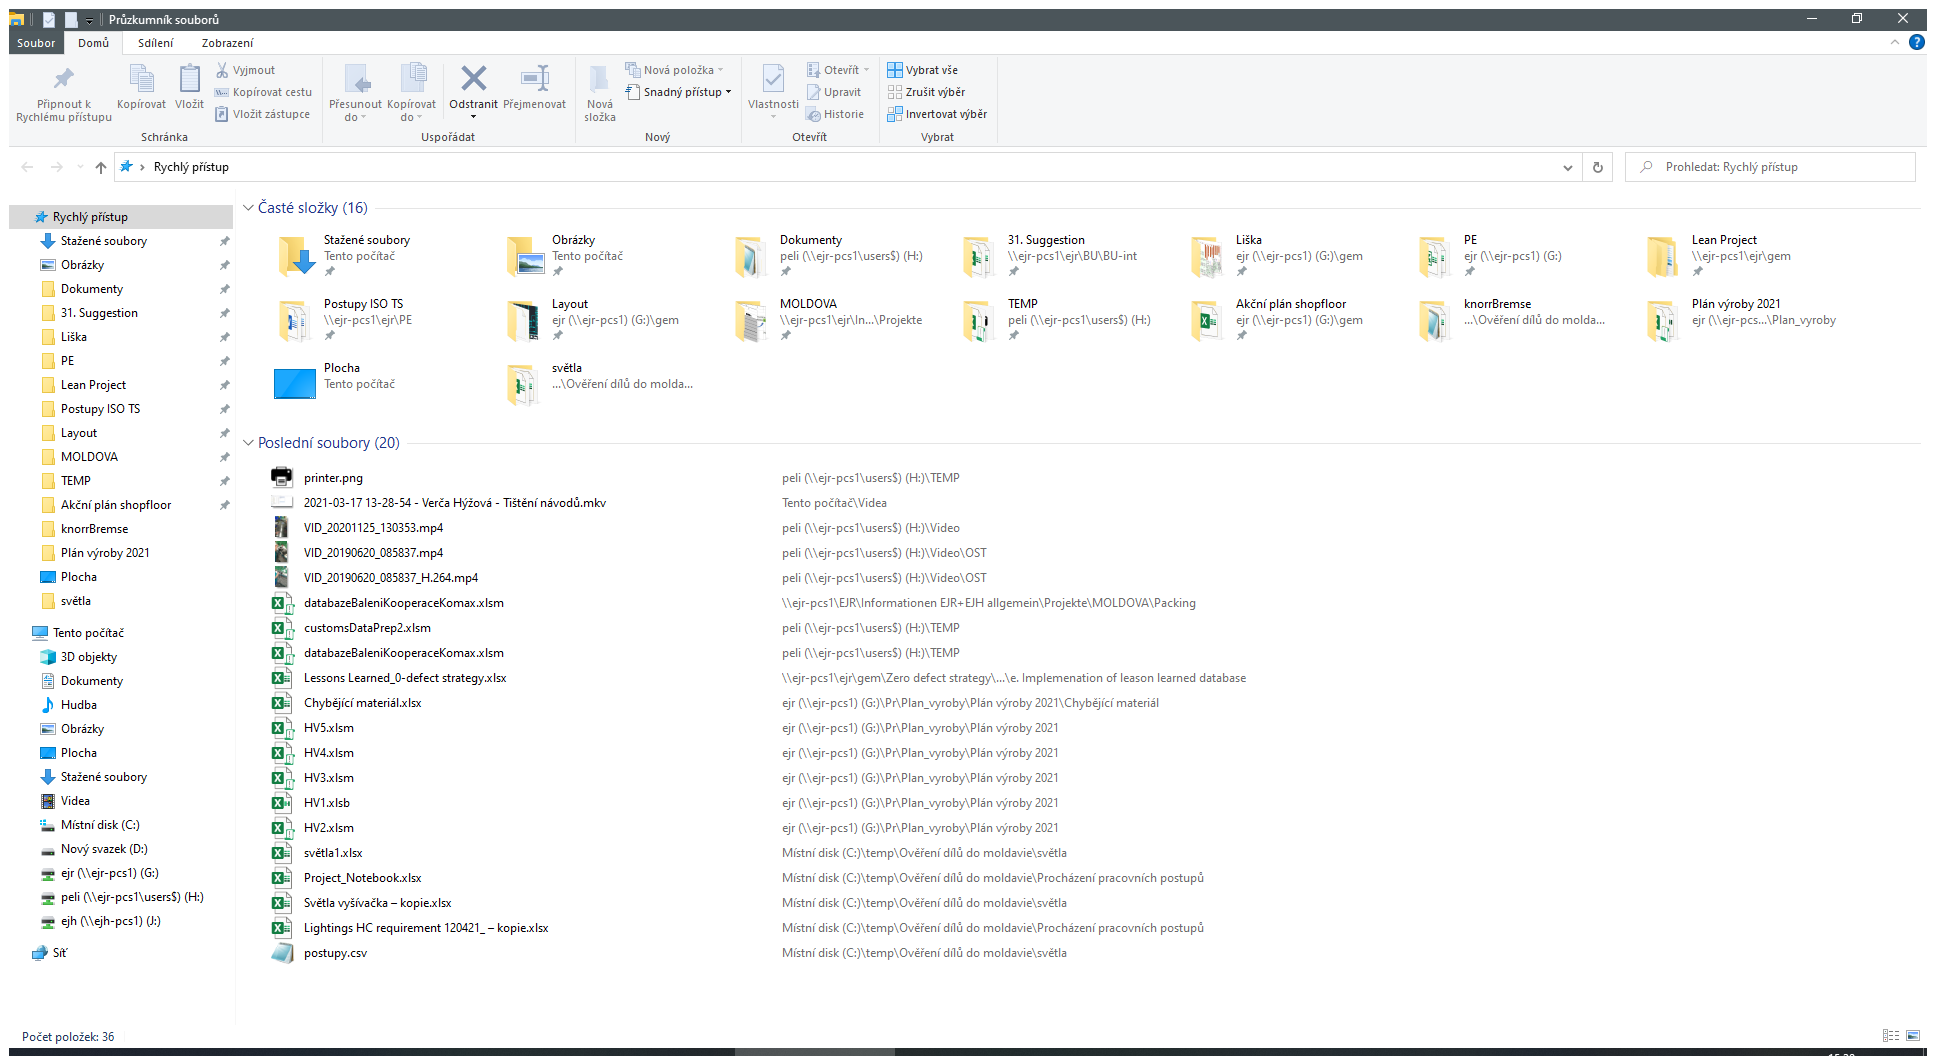 Průzkumník souborů
Soubor Domů Sdílení Zobrazení
Připnout k Rychlému přístupu
Kopírovat
Vložit
Vyjmout
Kopírovat cestu
Vložit zástupce
Schránka
Přesunout do
Kopírovat do
Odstranit
Přejmenovat
Uspořádat
Nová složka
Nová položka
Snadný přístup
Nový
Vlastnosti
Otevřít
Upravit
Historie
Otevřít
Vybrat vše
Zrušit výběr
Invertovat výběr
Vybrat
Rychlý přístup
Prohledat: Rychlý přístup
Rychlý přístup
Stažené soubory
Obrázky
Dokumenty
31. Suggestion
Liška
PE
Lean Project
Postupy ISO TS
Layout
MOLDOVA
TEMP
Akční plán shopfloor
knorrBremse
Plán výroby 2021
Plocha
světla
Tento počítač
3D objekty
Dokumenty
Hudba
Obrázky
Plocha
Stažené soubory
Videa
Místní disk (C:)
Nový svazek (D:)
ejr (\\ejr-pcs1) (G:)
peli (\\ejr-pcs1\users$) (H:)
ejh (\\ejh-pcs1) (J:)
Síť
Časté složky (16)
Stažené soubory
Tento počítač
Obrázky
Tento počítač
Dokumenty
peli (\\ejr-pcs1\users$) (H:)
31. Suggestion
\\ejr-pcs1\ejr\BU\BU-int
Liška
ejr (\\ejr-pcs1) (G:)\gem
PE
ejr (\\ejr-pcs1) (G:)
Lean Project
\\ejr-pcs1\ejr\gem
Postupy ISO TS
\\ejr-pcs1\ejr\PE
Layout
ejr (\\ejr-pcs1) (G:)\gem
MOLDOVA
\\ejr-pcs1\ejr\In...\Projekte
TEMP
peli (\\ejr-pcs1\users$) (H:)
Akční plán shopfloor
ejr (\\ejr-pcs1) (G:)\gem
knorrBremse
...\Ověření dílů do molda...
Plán výroby 2021
ejr (\\ejr-pcs...\Plan_vyroby
Plocha
Tento počítač
světla
...\Ověření dílů do molda...
Poslední soubory (20)
printer.png peli (\\ejr-pcs1\users$) (H:)\TEMP
2021-03-17 13-28-54 - Verča Hýžová - Tištění návodů.mkv Tento počítač\Videa
VID_20201125_130353.mp4 peli (\\ejr-pcs1\users$) (H:)\Video
VID_20190620_085837.mp4 peli (\\ejr-pcs1\users$) (H:)\Video\OST
VID_20190620_085837_H.264.mp4 peli (\\ejr-pcs1\users$) (H:)\Video\OST
databazeBaleniKooperaceKomax.xlsm \\ejr-pcs1\EJR\Informationen EJR+EJH allgemein\Projekte\MOLDOVA\Packing
customsDataPrep2.xlsm peli (\\ejr-pcs1\users$) (H:)\TEMP
databazeBaleniKooperaceKomax.xlsm peli (\\ejr-pcs1\users$) (H:)\TEMP
Lessons Learned_0-defect strategy.xlsx \\ejr-pcs1\ejr\gem\Zero defect strategy\...\e. Implemenation of leason learned database
Chybějící materiál.xlsx ejr (\\ejr-pcs1) (G:)\Pr\Plan_vyroby\Plán výroby 2021\Chybějící materiál
HV5.xlsm ejr (\\ejr-pcs1) (G:)\Pr\Plan_vyroby\Plán výroby 2021
HV4.xlsm ejr (\\ejr-pcs1) (G:)\Pr\Plan_vyroby\Plán výroby 2021
HV3.xlsm ejr (\\ejr-pcs1) (G:)\Pr\Plan_vyroby\Plán výroby 2021
HV1.xlsb ejr (\\ejr-pcs1) (G:)\Pr\Plan_vyroby\Plán výroby 2021
HV2.xlsm ejr (\\ejr-pcs1) (G:)\Pr\Plan_vyroby\Plán výroby 2021
světla1.xlsx Místní disk (C:)\temp\Ověření dílů do moldavie\světla
Project_Notebook.xlsx Místní disk (C:)\temp\Ověření dílů do moldavie\Procházení pracovních postupů
Světla vyšívačka – kopie.xlsx Místní disk (C:)\temp\Ověření dílů do moldavie\světla
Lightings HC requirement 120421_ – kopie.xlsx Místní disk (C:)\temp\Ověření dílů do moldavie\Procházení pracovních postupů
postupy.csv Místní disk (C:)\temp\Ověření dílů do moldavie\světla
Počet položek: 36